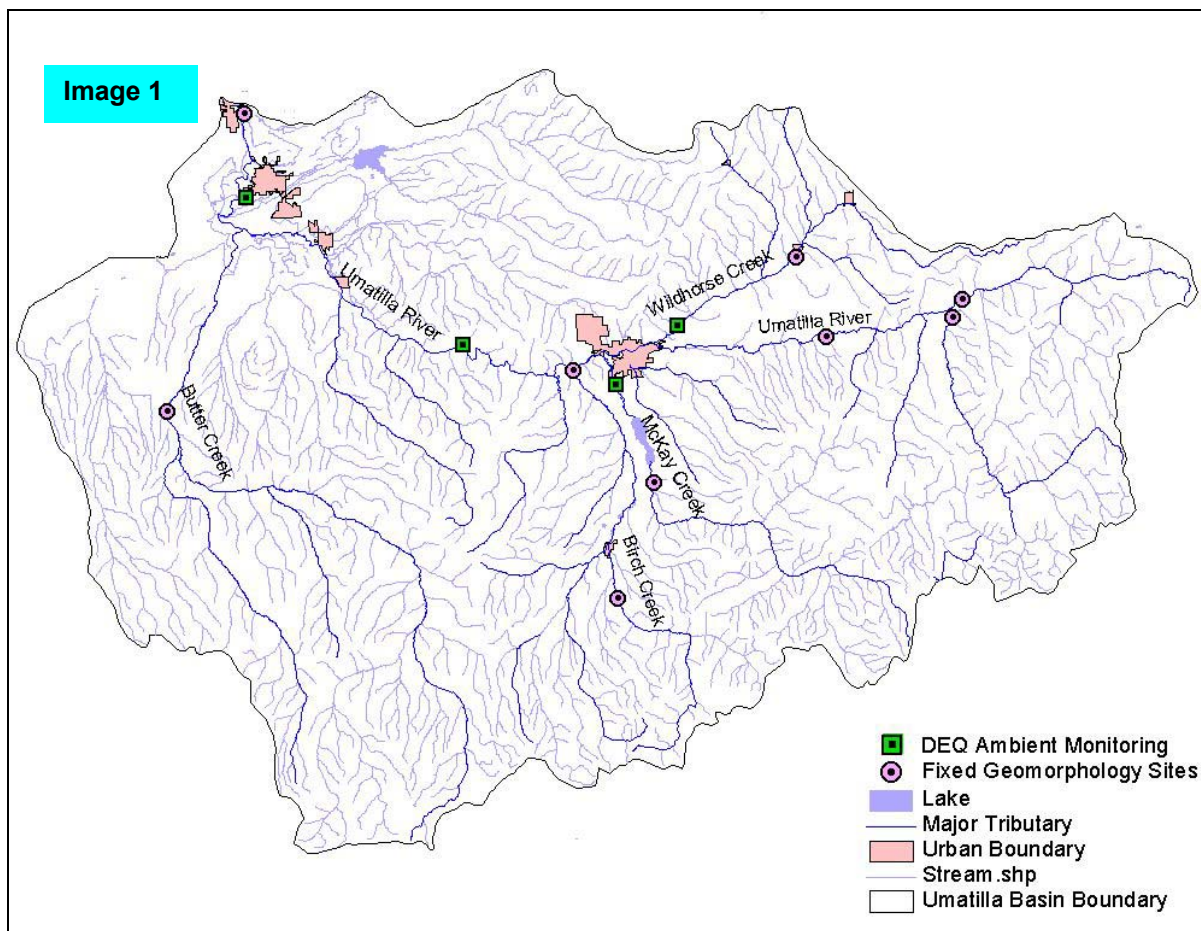 Image 1
Umatilla River
Wildhorse Creek
Umatilla River
Butter Creek
McKay Creek
Birch Creek
DEQ Ambient Monitoring
Fixed Geomorphology Sites
Lake
Major Tributary
Urban Boundary
Stream.shp
Umatilla Basin Boundary